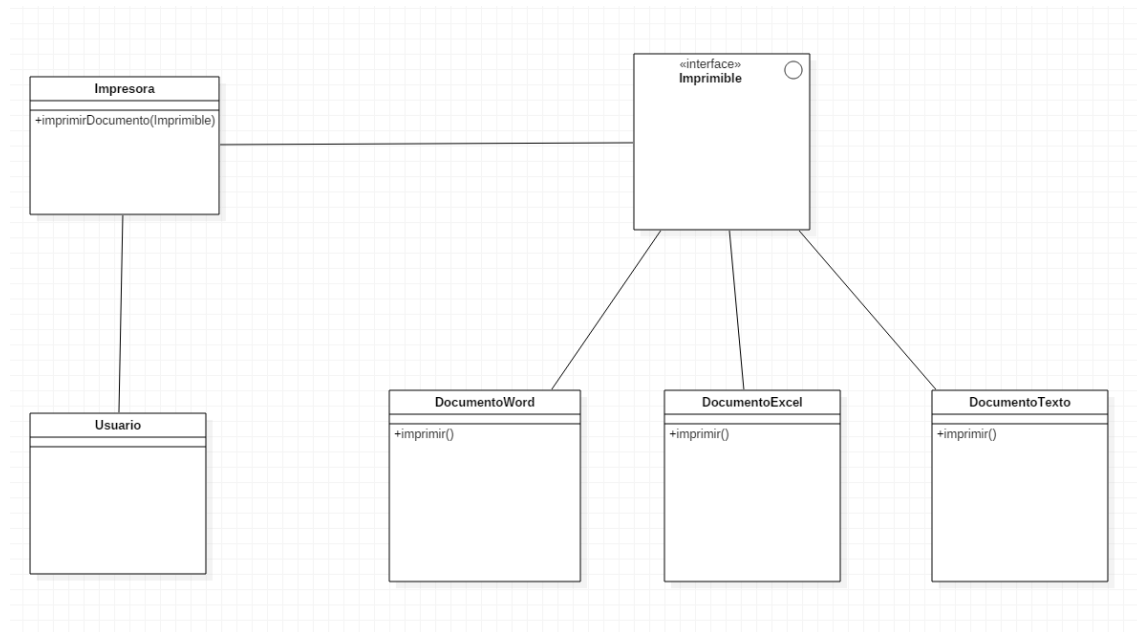 Impresora
+imprimirDocumento(Imprimible)
«interface»
Imprimible
Usuario
DocumentoWord
+imprimir()
DocumentoExcel
+imprimir()
DocumentoTexto
+imprimir()